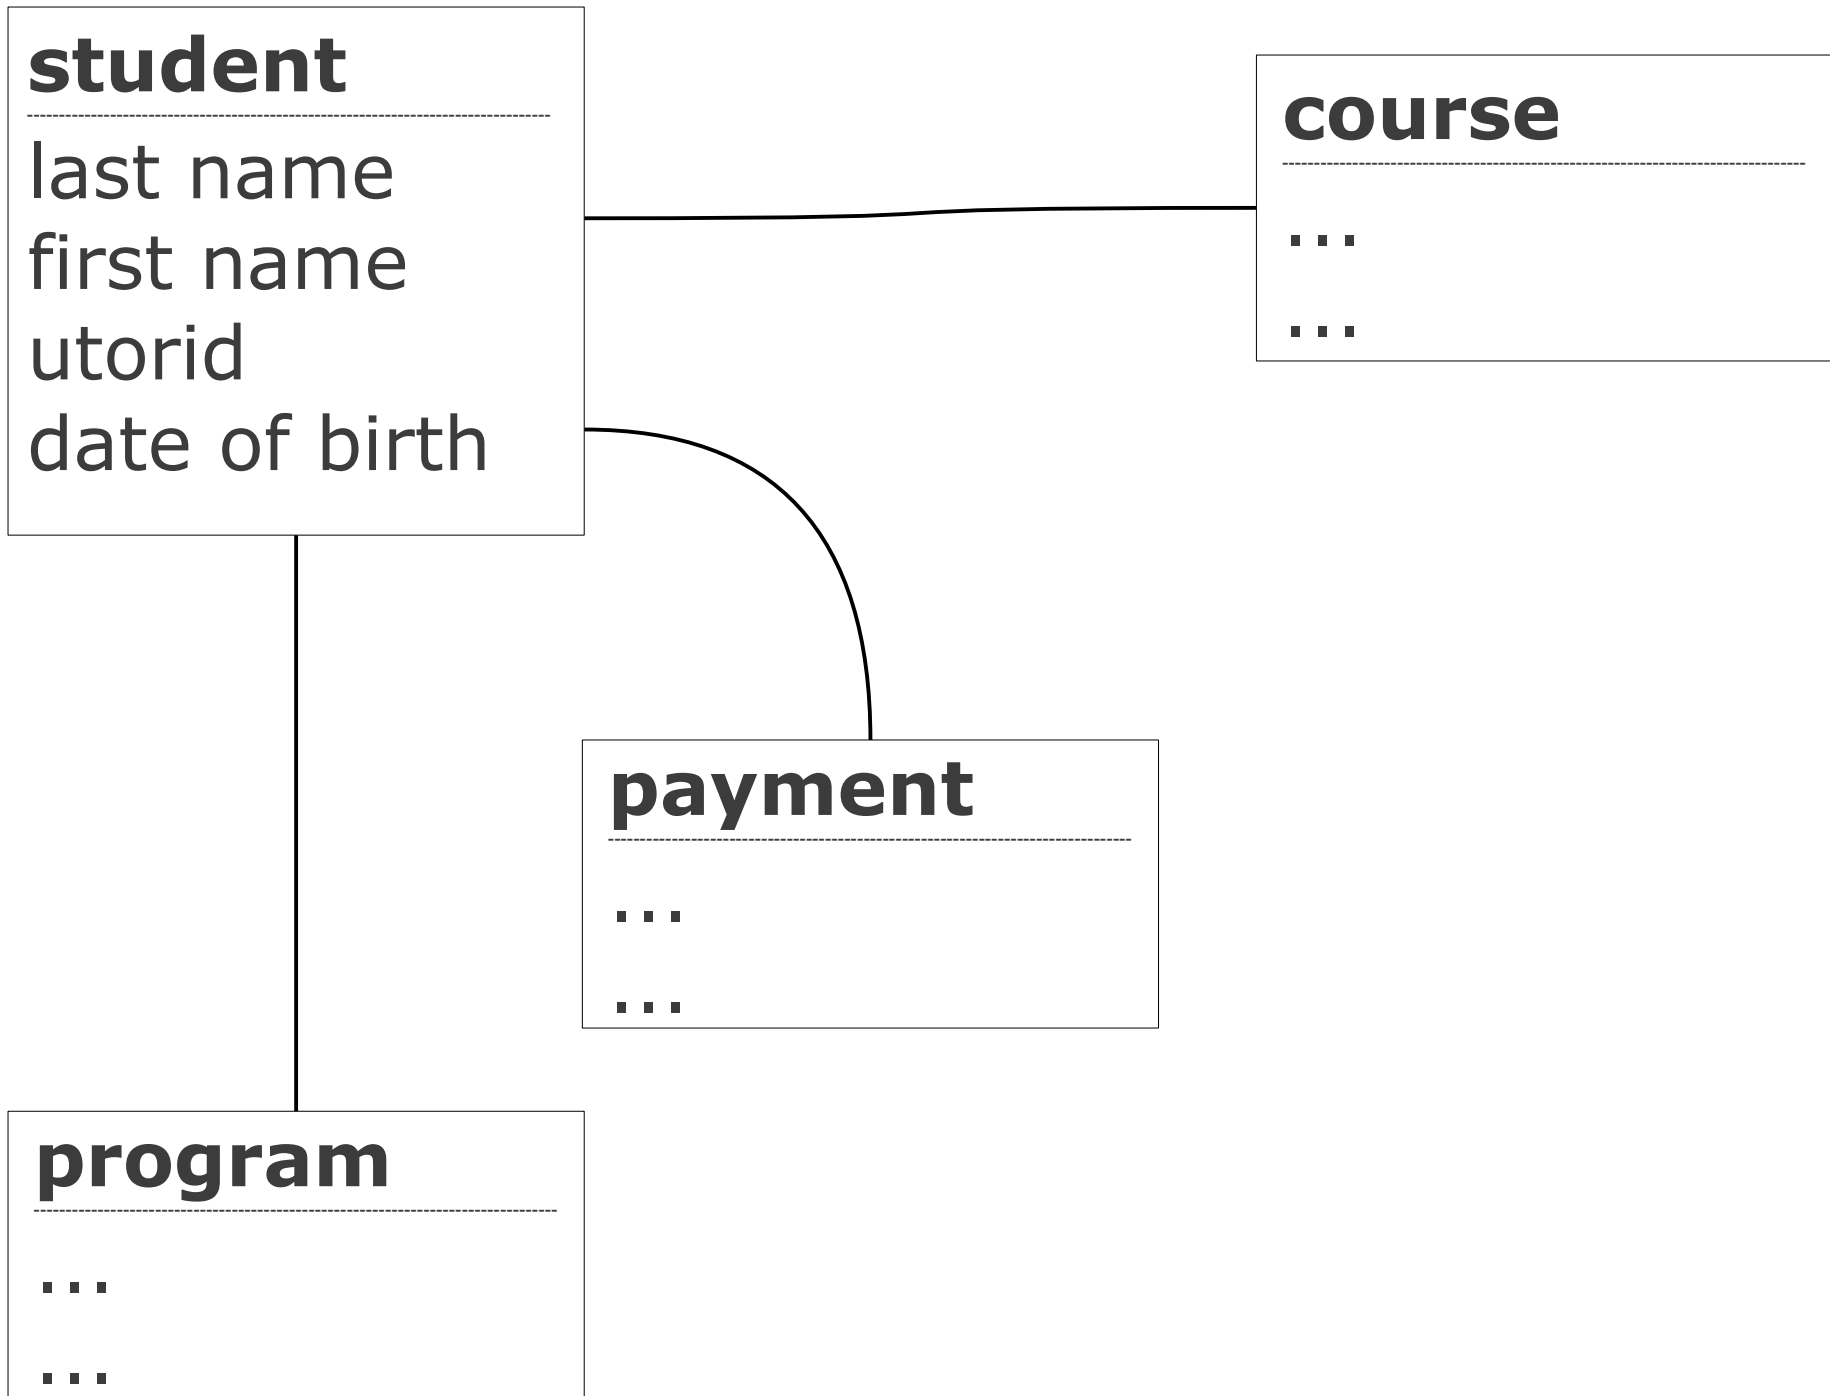 student
last name
first name
utorid
date of birth
course
...
...
payment
...
...
program
...
...